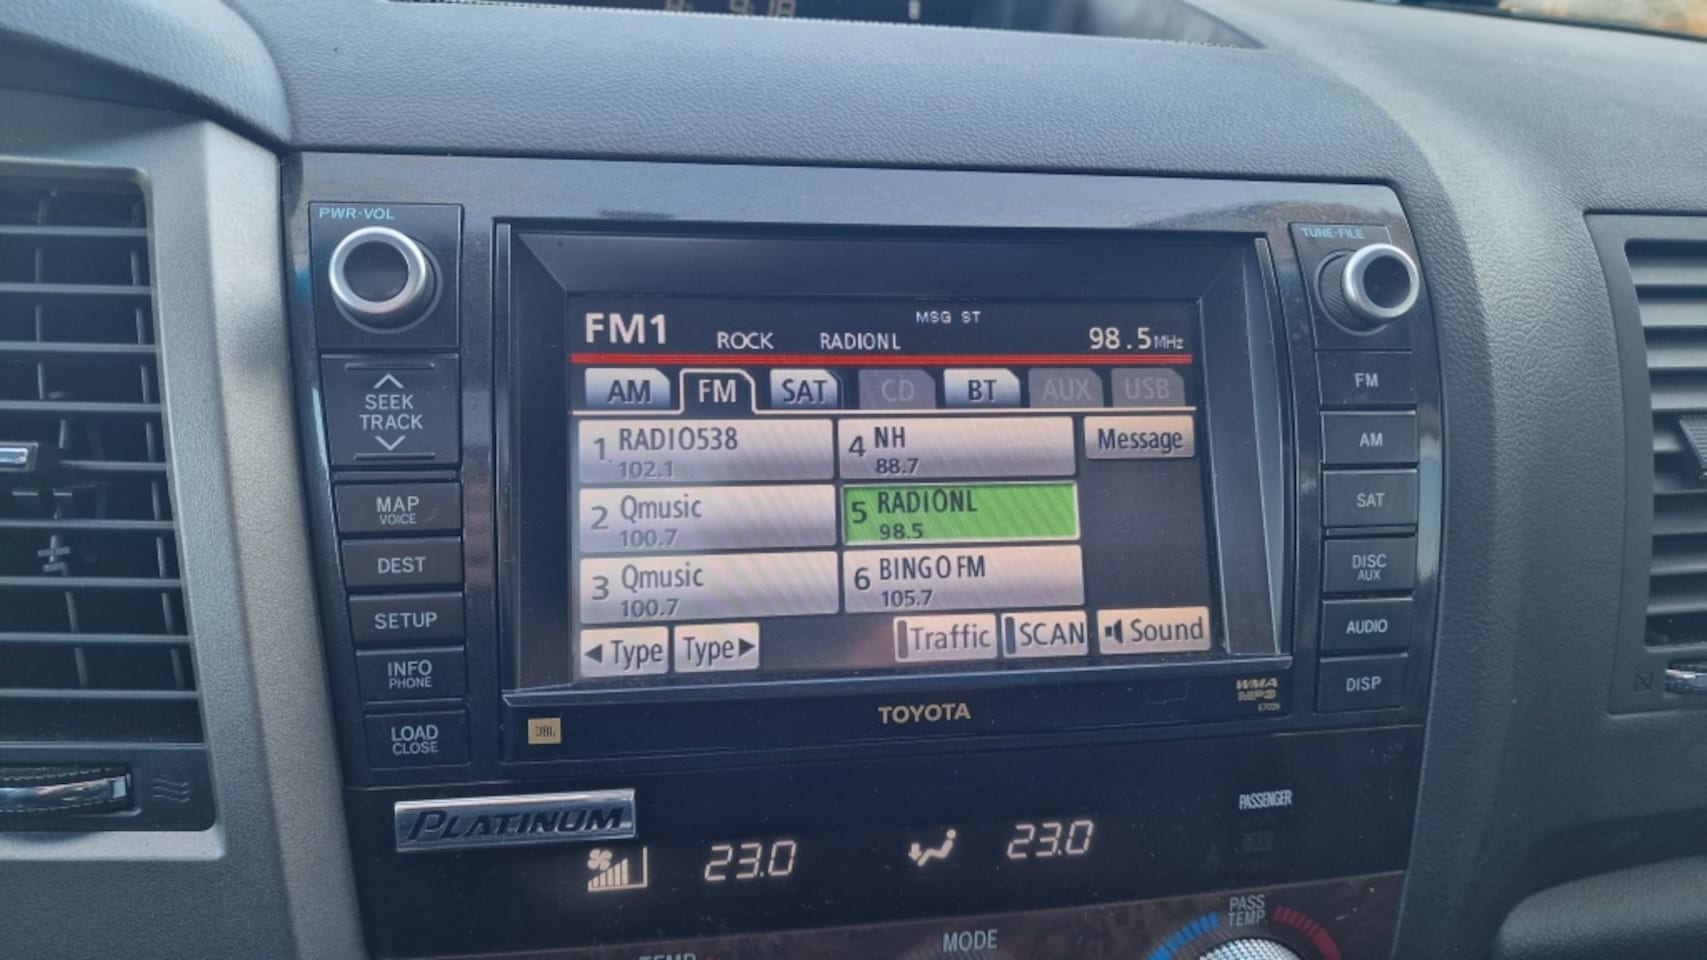 9:18
PWR·VOL
TUNE·FILE
MSG ST
FM1 ROCK RADIONL 98.5MHz
AM FM SAT CD BT AUX USB
1 RADIO538 102.1
4 NH 88.7
Message
2 Qmusic 100.7
5 RADIONL 98.5
3 Qmusic 100.7
6 BINGO FM 105.7
◄Type Type► Traffic SCAN Sound
SEEK
TRACK
MAP
VOICE
DEST
SETUP
INFO
PHONE
LOAD
CLOSE
FM
AM
SAT
DISC
AUX
AUDIO
DISP
JBL
TOYOTA
WMA
MP3
PLATINUM
PASSENGER
23.0 23.0
PASS
TEMP
MODE
TEMP